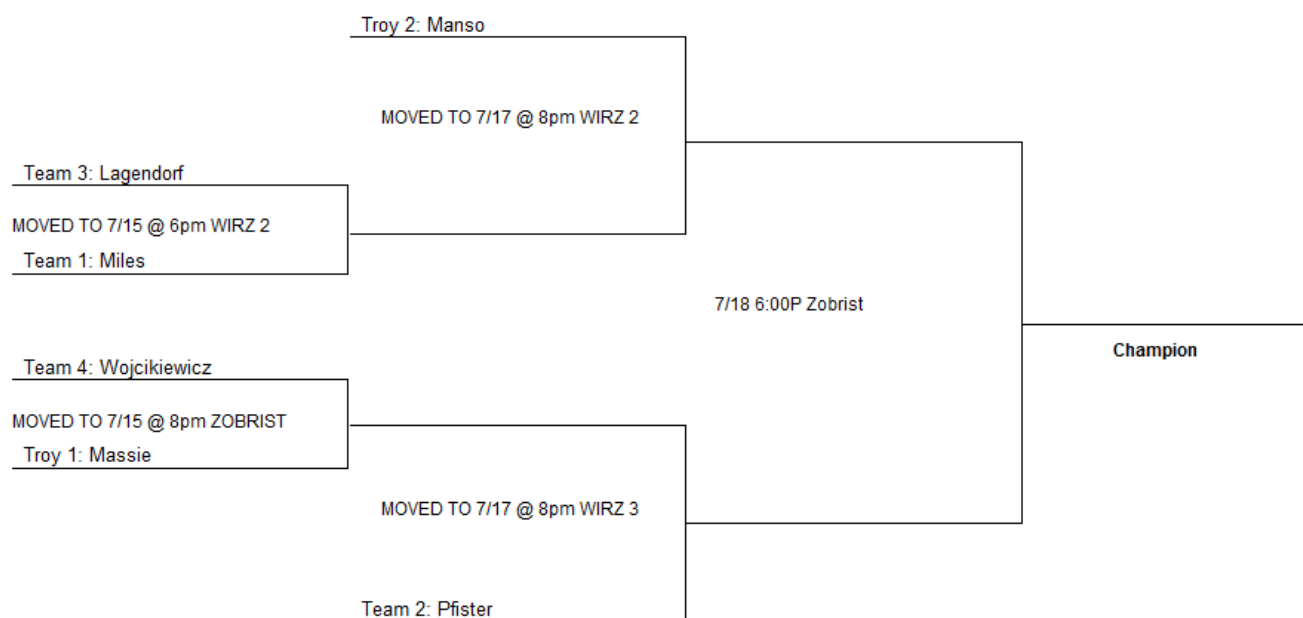 Troy 2: Manso
MOVED TO 7/17 @ 8pm WIRZ 2
Team 3: Lagendorf
MOVED TO 7/15 @ 6pm WIRZ 2
Team 1: Miles
7/18 6:00P Zobrist
Champion
Team 4: Wojcikiewicz
MOVED TO 7/15 @ 8pm ZOBRIST
Troy 1: Massie
MOVED TO 7/17 @ 8pm WIRZ 3
Team 2: Pfister